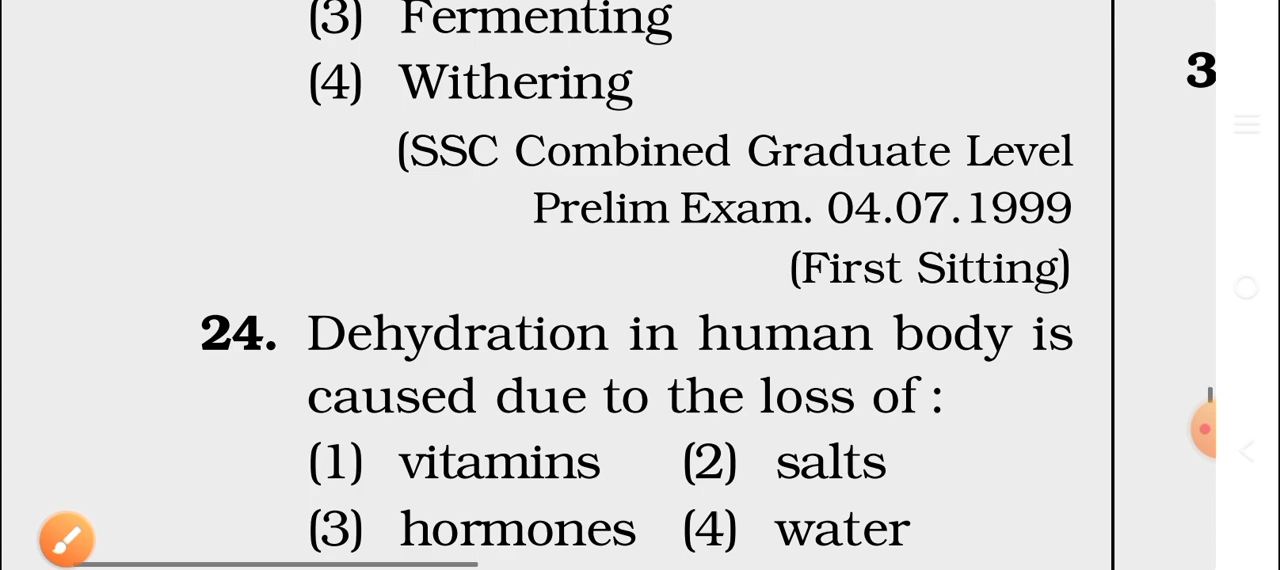 (3) Fermenting
(4) Withering
(SSC Combined Graduate Level
Prelim Exam. 04.07.1999
(First Sitting)
24. Dehydration in human body is
caused due to the loss of :
(1) vitamins (2) salts
(3) hormones (4) water
3